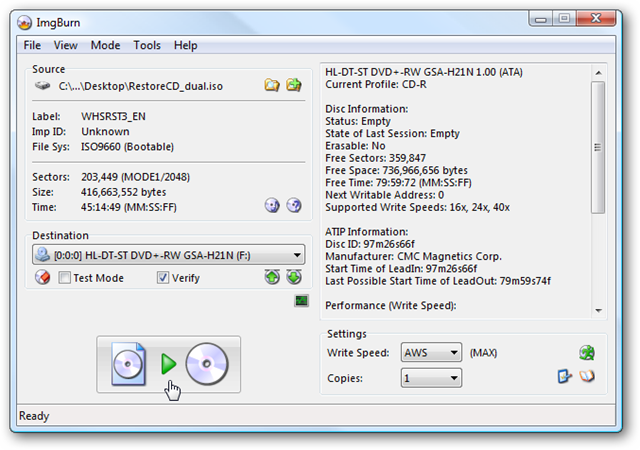 ImgBurn
File View Mode Tools Help
Source
C:\...\Desktop\RestoreCD_dual.iso
Label: WHSRST3_EN
Imp ID: Unknown
File Sys: ISO9660 (Bootable)
Sectors: 203,449 (MODE1/2048)
Size: 416,663,552 bytes
Time: 45:14:49 (MM:SS:FF)
Destination
[0:0:0] HL-DT-ST DVD+-RW GSA-H21N (F:)
Test Mode Verify
HL-DT-ST DVD+-RW GSA-H21N 1.00 (ATA)
Current Profile: CD-R
Disc Information:
Status: Empty
State of Last Session: Empty
Erasable: No
Free Sectors: 359,847
Free Space: 736,966,656 bytes
Free Time: 79:59:72 (MM:SS:FF)
Next Writable Address: 0
Supported Write Speeds: 16x, 24x, 40x
ATIP Information:
Disc ID: 97m26s66f
Manufacturer: CMC Magnetics Corp.
Start Time of LeadIn: 97m26s66f
Last Possible Start Time of LeadOut: 79m59s74f
Performance (Write Speed):
Settings
Write Speed: AWS (MAX)
Copies: 1
Ready